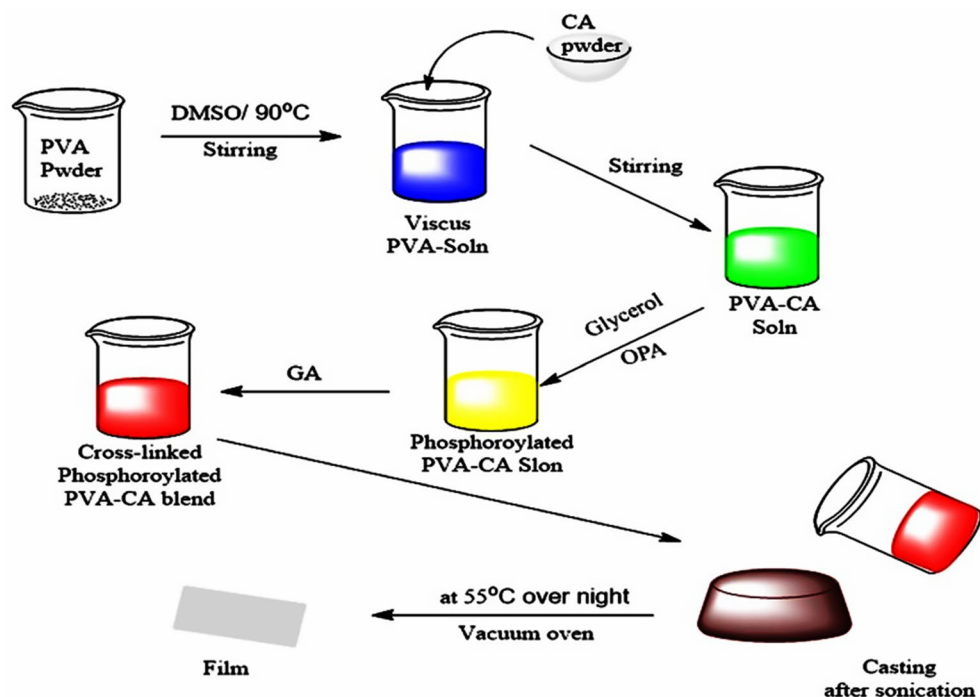 CA
pwder
PVA
Pwder
DMSO/ 90°C
Stirring
Viscus
PVA-Soln
Stirring
PVA-CA
Soln
Glycerol
OPA
Phosphoroylated
PVA-CA Slon
GA
Cross-linked
Phosphoroylated
PVA-CA blend
Casting
after sonication
at 55°C over night
Vacuum oven
Film